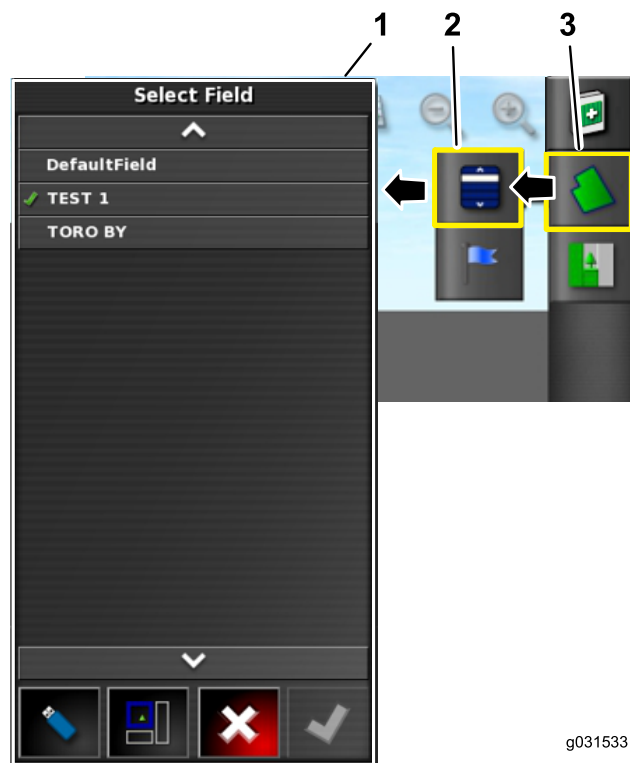 1
2
3
Select Field
DefaultField
TEST 1
TORO BY
g031533